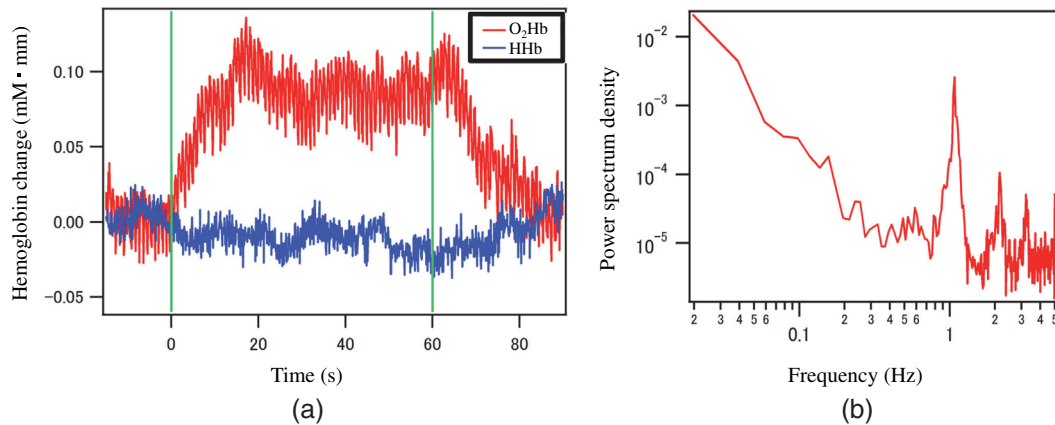 O₂Hb
HHb
Hemoglobin change (mM・mm)
0.10
0.05
0.00
−0.05
0 20 40 60 80
Time (s)
(a)
10⁻²
10⁻³
10⁻⁴
10⁻⁵
Power spectrum density
2 3 4 5 6 0.1 2 3 4 5 6 1 2 3 4 5
Frequency (Hz)
(b)